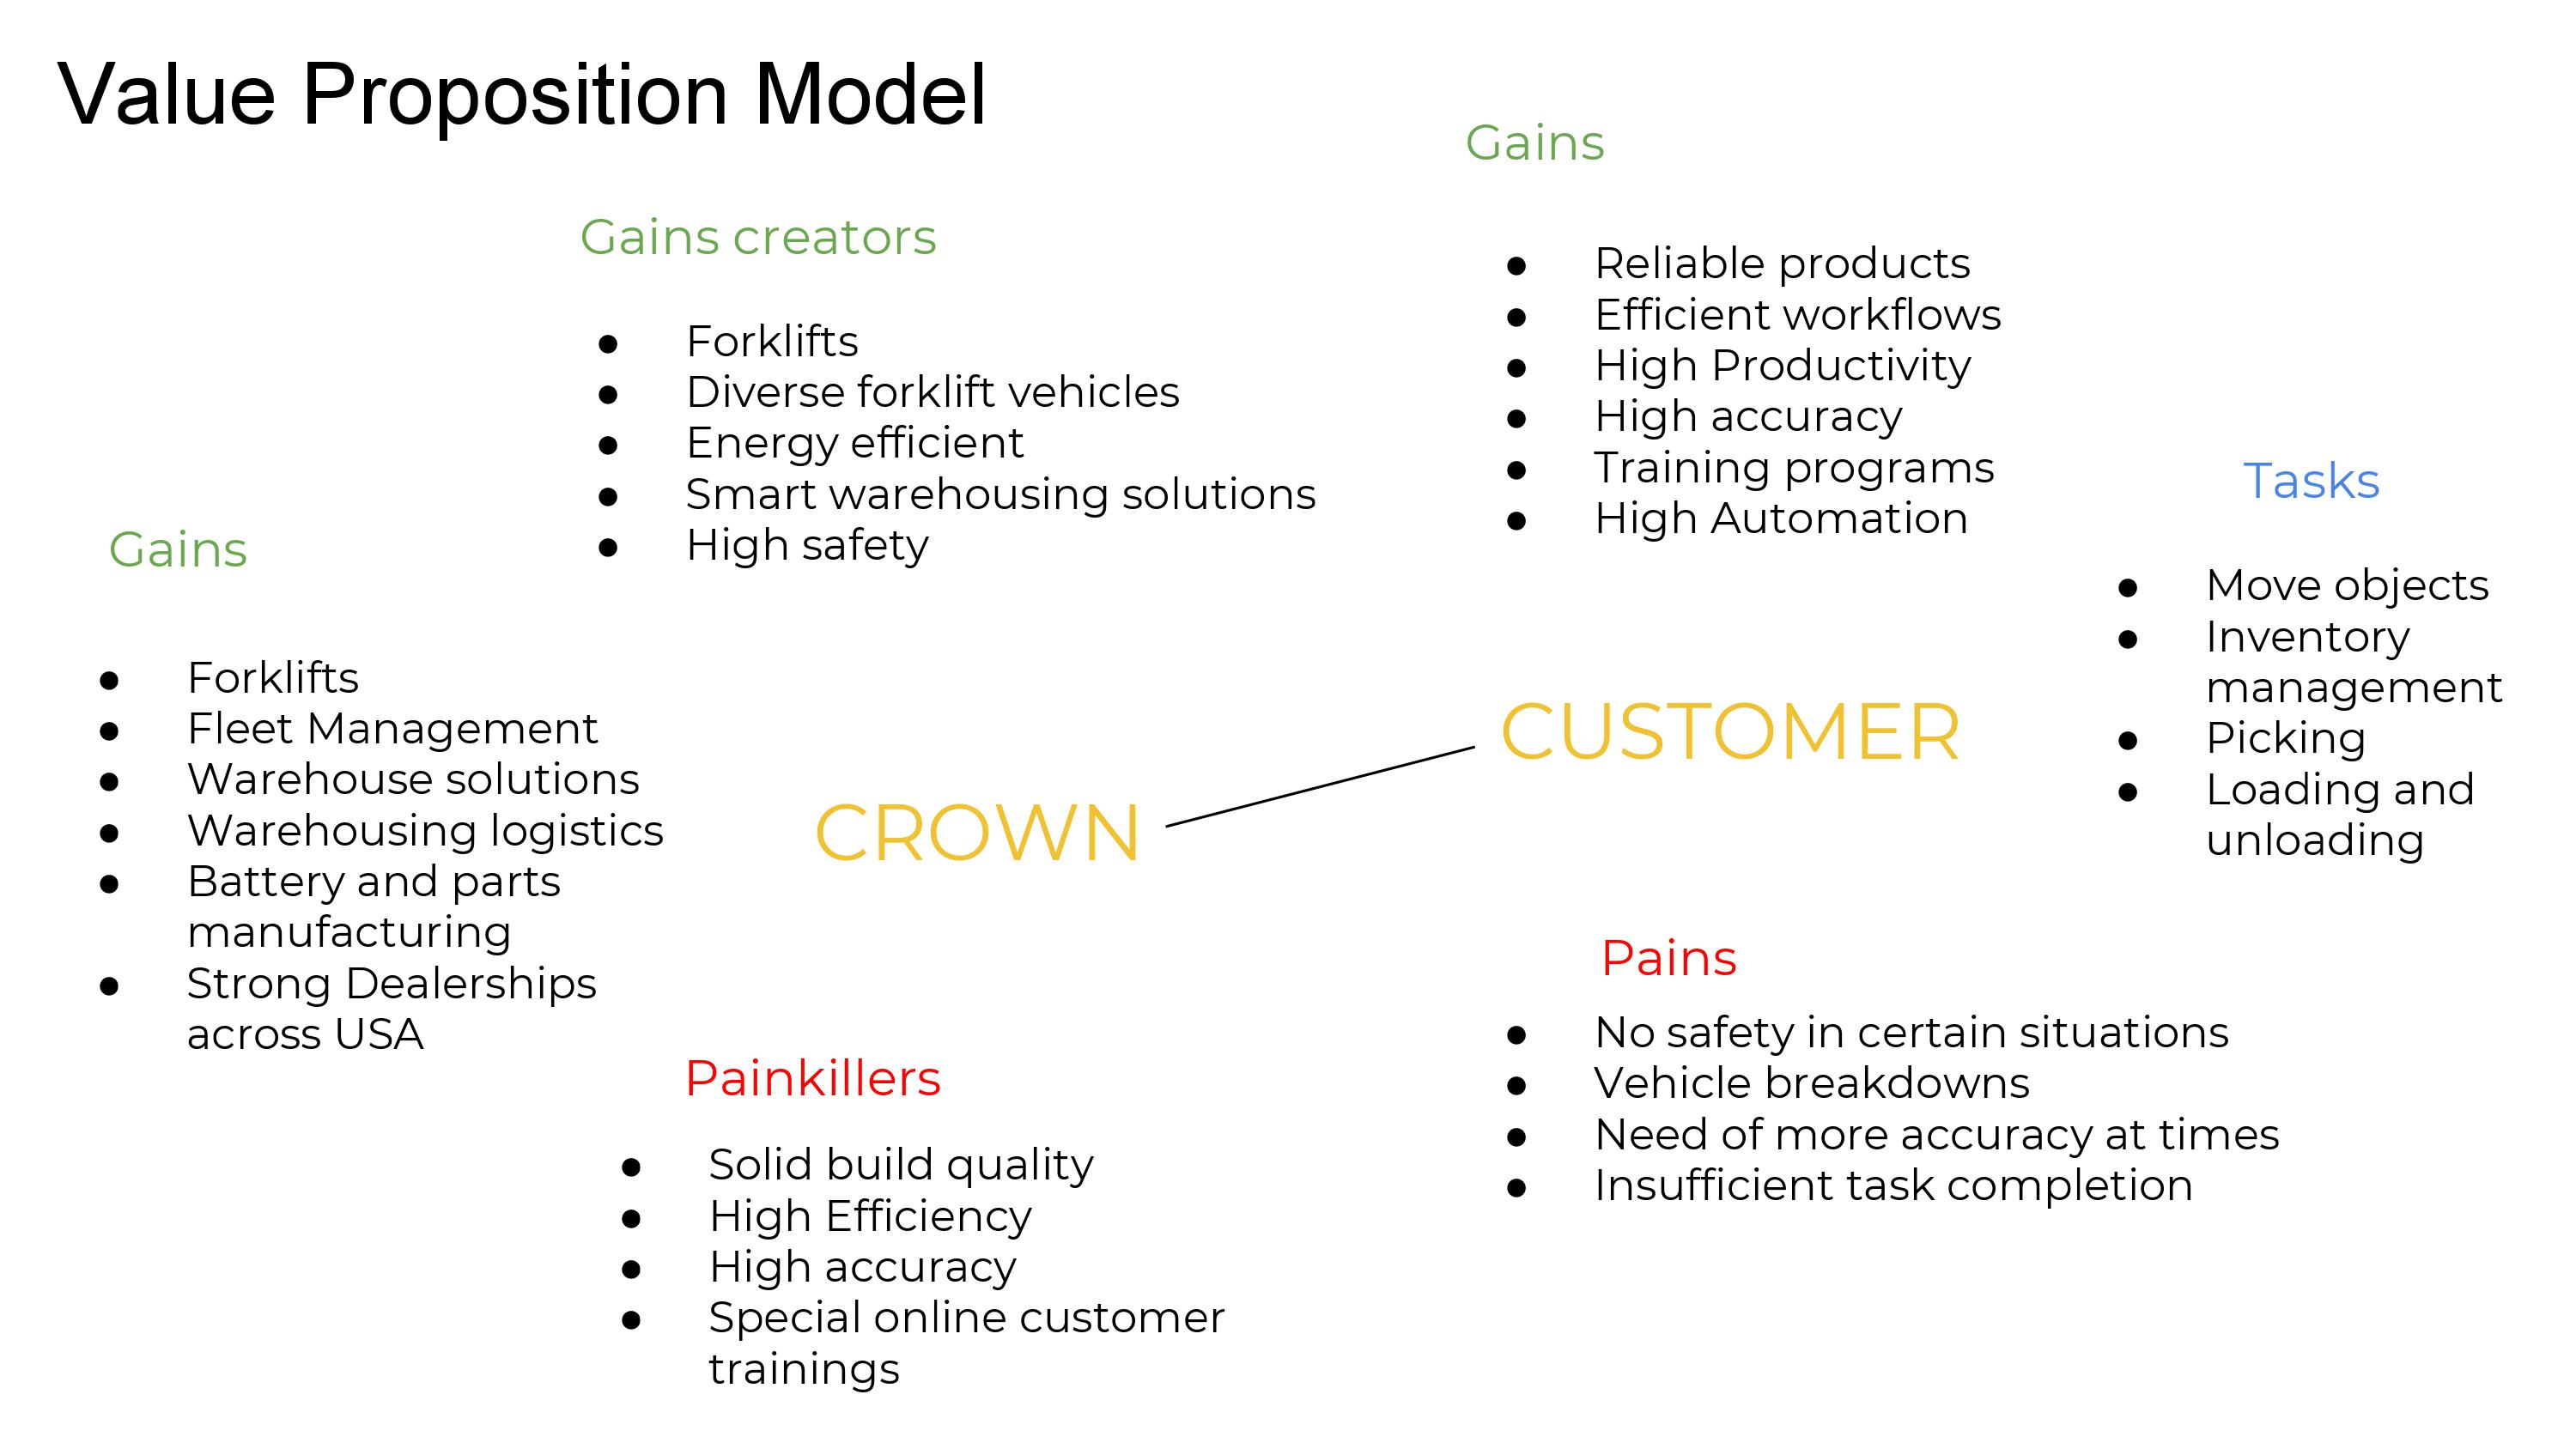 Value Proposition Model
Gains creators
● Forklifts
● Diverse forklift vehicles
● Energy efficient
● Smart warehousing solutions
● High safety
Gains
● Reliable products
● Efficient workflows
● High Productivity
● High accuracy
● Training programs
● High Automation
Tasks
● Move objects
● Inventory
management
● Picking
● Loading and
unloading
Gains
● Forklifts
● Fleet Management
● Warehouse solutions
● Warehousing logistics
● Battery and parts
manufacturing
● Strong Dealerships
across USA
CROWN
CUSTOMER
Painkillers
● Solid build quality
● High Efficiency
● High accuracy
● Special online customer
trainings
Pains
● No safety in certain situations
● Vehicle breakdowns
● Need of more accuracy at times
● Insufficient task completion